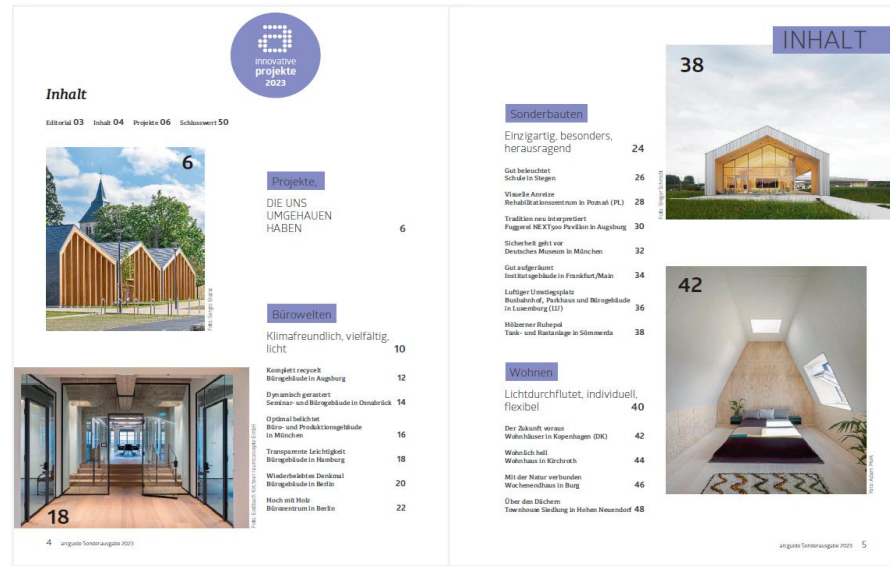 a
innovative
projekte
2023
Inhalt
Editorial 03 Inhalt 04 Projekte 06 Schlusswort 50
6
Projekte,
DIE UNS
UMGEHAUEN
HABEN 6
Bürowelten
Klimafreundlich, vielfältig,
licht 10
Komplett recycelt
Bürogebäude in Augsburg 12
Dynamisch gerastert
Seminar- und Bürogebäude in Osnabrück 14
Optimal belichtet
Büro- und Produktionsgebäude
in München 16
Transparente Leichtigkeit
Bürogebäude in Hamburg 18
Wiederbelebtes Denkmal
Bürogebäude in Berlin 20
Hoch mit Holz
Bürozentrum in Berlin 22
18
4 Sonderausgabe 2023
INHALT
38
Sonderbauten
Einzigartig, besonders,
herausragend 24
Gut beleuchtet
Schule in Stegen 26
Visuelle Anreize
Rehabilitationszentrum in Poznań (PL) 28
Tradition neu interpretiert
Fuggerei NEXT500 Pavilion in Augsburg 30
Sicherheit geht vor
Deutsches Museum in München 32
Gut aufgeräumt
Institutsgebäude in Frankfurt/Main 34
Luftiger Umstiegsplatz
Busbahnhof, Parkhaus und Bürogebäude
in Luxemburg (LU) 36
Hölzerner Ruhepol
Tank- und Rastanlage in Sömmerda 38
Wohnen
Lichtdurchflutet, individuell,
flexibel 40
Der Zukunft voraus
Wohnhäuser in Kopenhagen (DK) 42
Wohnlich hell
Wohnhaus in Kirchroth 44
Mit der Natur verbunden
Wochenendhaus in Burg 46
Über den Dächern
Townhouse Siedlung in Hohen Neuendorf 48
42
Foto: Adam Mørk
Sonderausgabe 2023 5